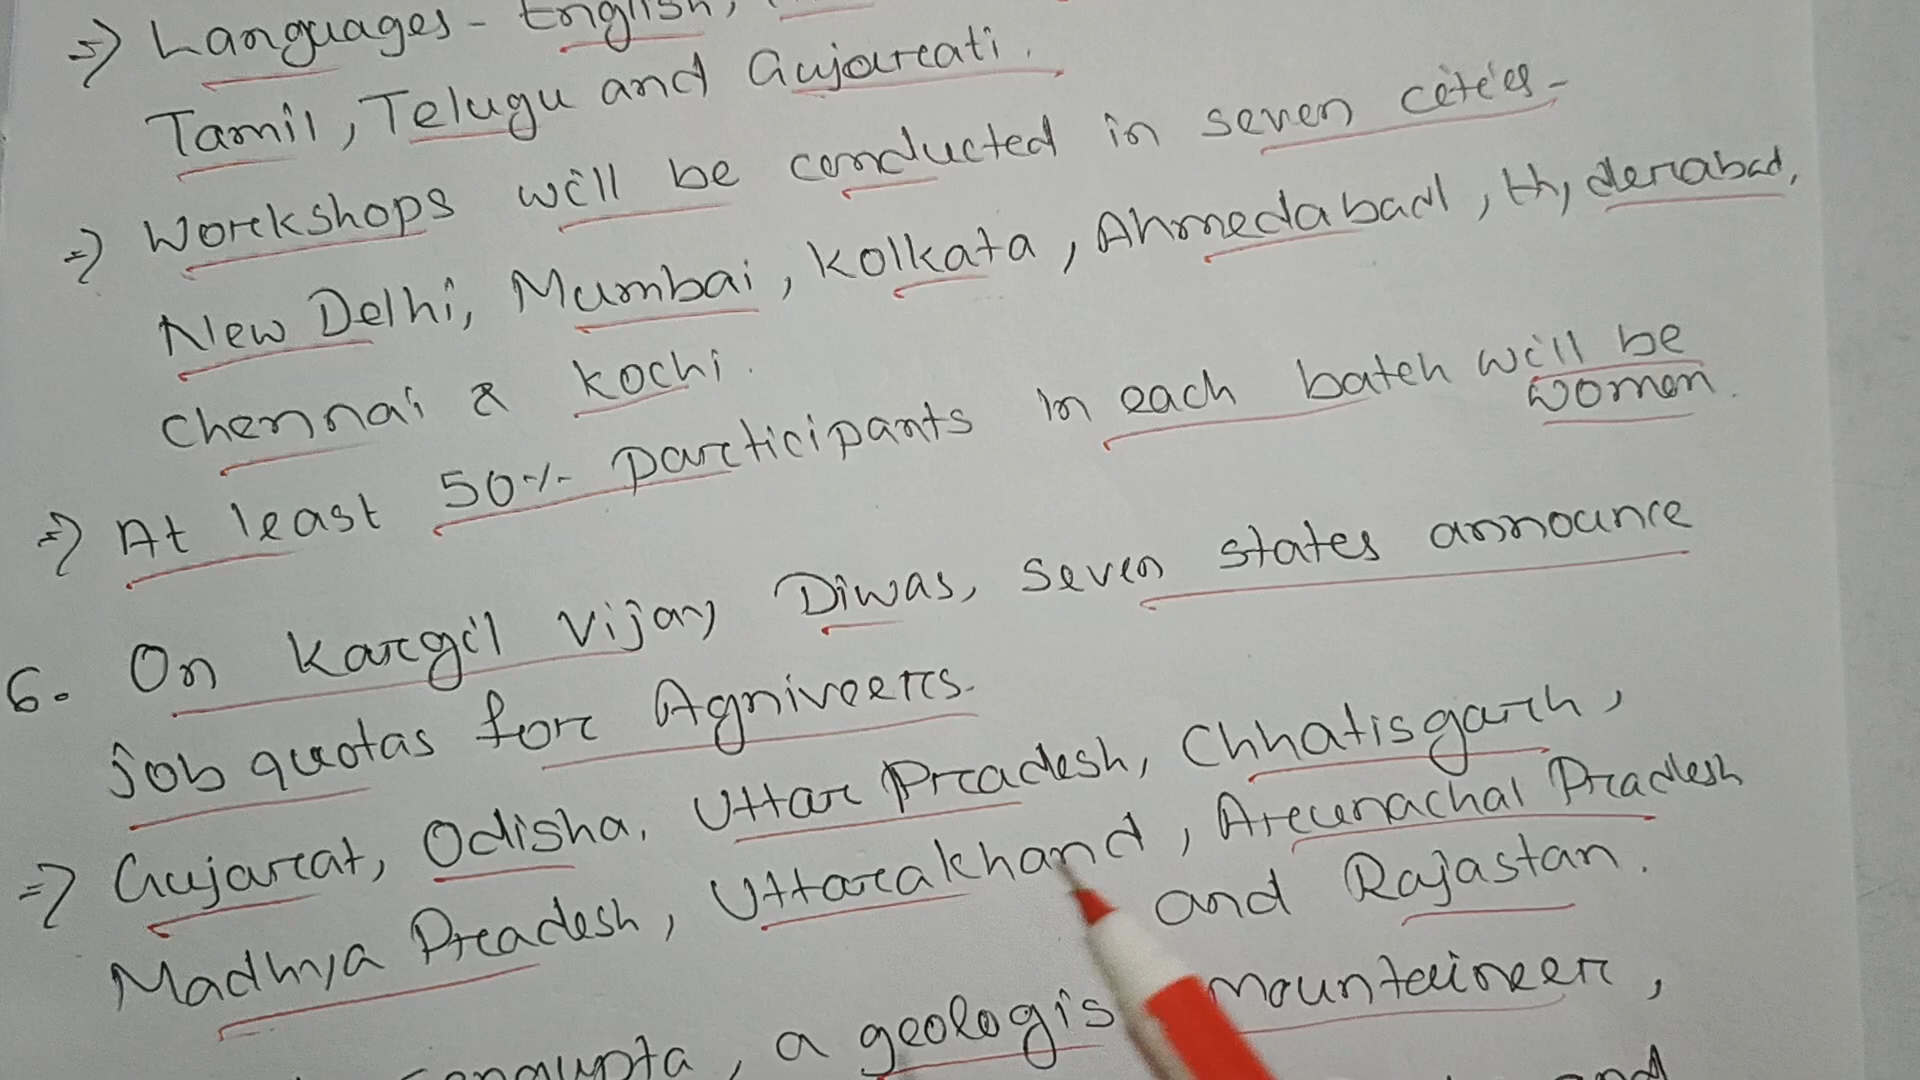 => Languages - English,
Tamil, Telugu and Gujarati.
=> Workshops will be conducted in seven cities -
New Delhi, Mumbai, Kolkata, Ahmedabad, Hyderabad,
Chennai & Kochi.
=> At least 50% participants in each batch will be
women.
6. On Kargil Vijay Diwas, seven states announce
job quotas for Agniveers.
=> Gujarat, Odisha, Uttar Pradesh, Chhatisgarh,
Madhya Pradesh, Uttarakhand, Arunachal Pradesh
and Rajastan.
, a geologis mountaineer,
and